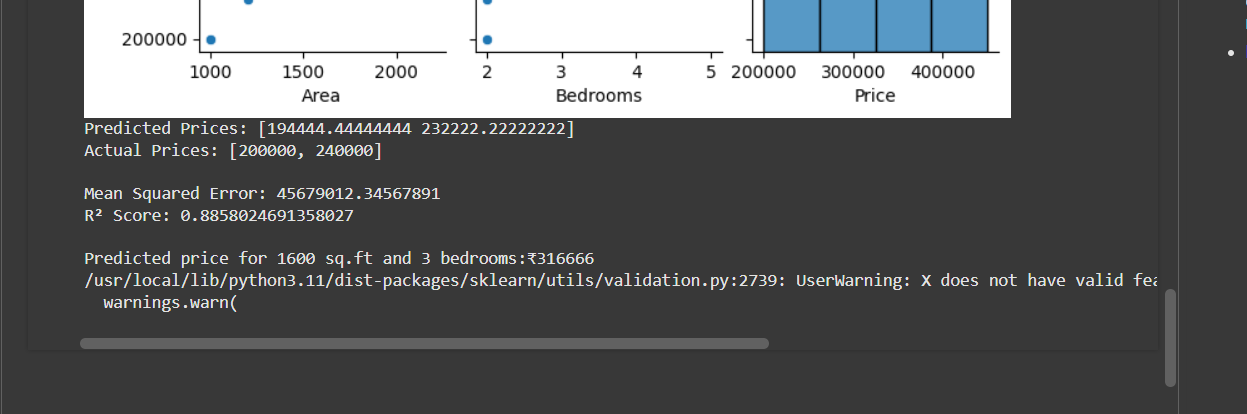 200000
1000 1500 2000 2 3 4 5 200000 300000 400000
Area Bedrooms Price
Predicted Prices: [194444.44444444 232222.22222222]
Actual Prices: [200000, 240000]
Mean Squared Error: 45679012.34567891
R² Score: 0.8858024691358027
Predicted price for 1600 sq.ft and 3 bedrooms:₹316666
/usr/local/lib/python3.11/dist-packages/sklearn/utils/validation.py:2739: UserWarning: X does not have valid fea
warnings.warn(